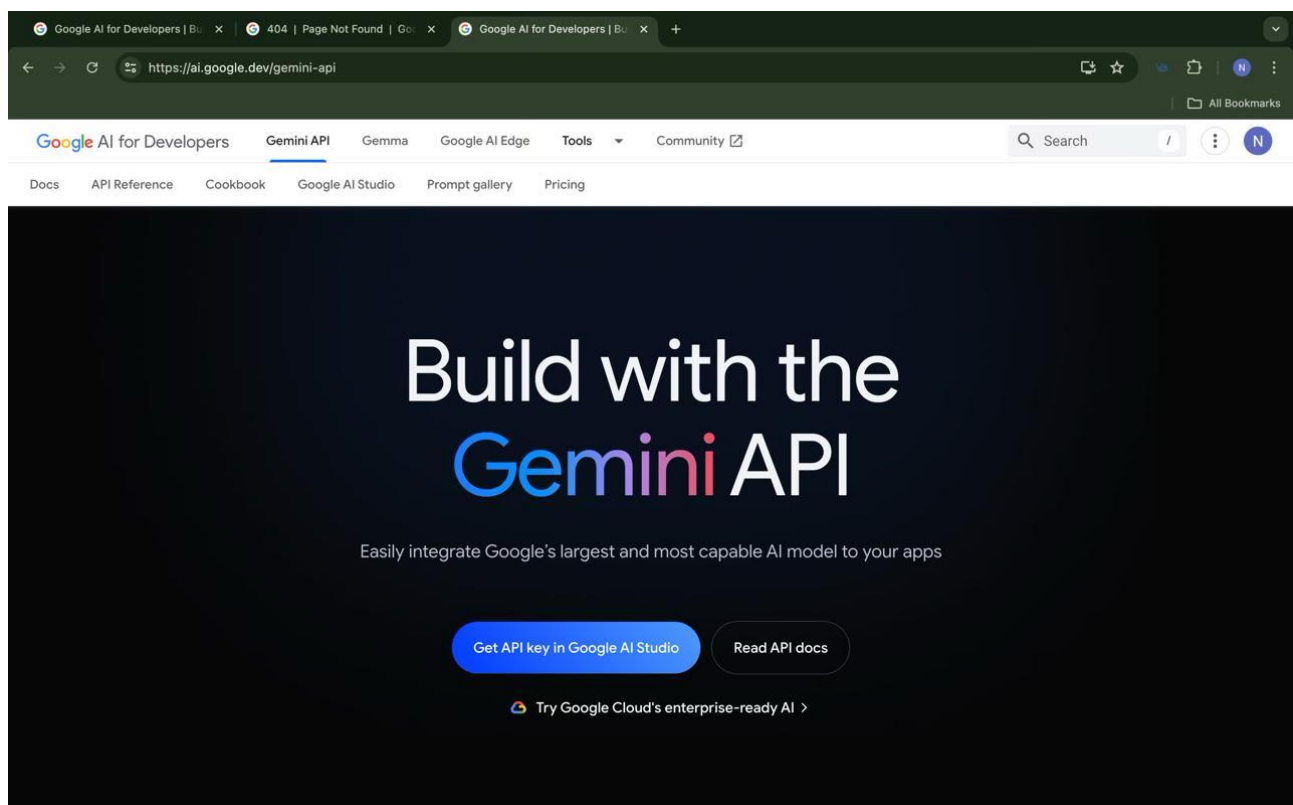 Google AI for Developers | Bu
404 | Page Not Found | Goo
Google AI for Developers | Bu
https://ai.google.dev/gemini-api
N
All Bookmarks
Google AI for Developers Gemini API Gemma Google AI Edge Tools Community Search / N
Docs API Reference Cookbook Google AI Studio Prompt gallery Pricing
Build with the
Gemini API
Easily integrate Google's largest and most capable AI model to your apps
Get API key in Google AI Studio Read API docs
Try Google Cloud's enterprise-ready AI >